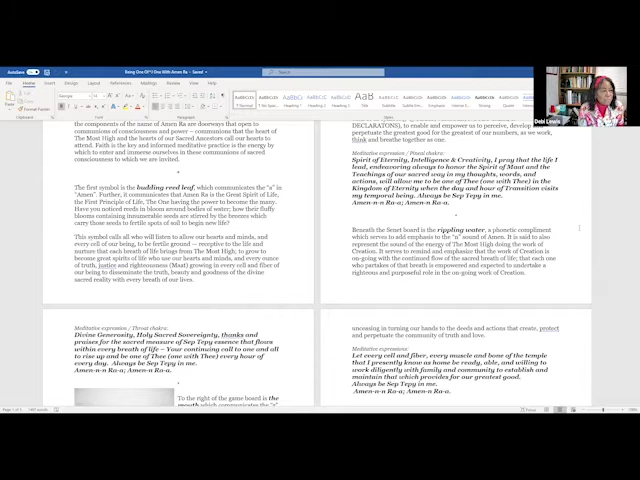 AutoSave On
Being One Of/1 One With Amen Ra - Saved
Search
File Home Insert Draw Design Layout References Mailings Review View Help
Georgia
the components of the name of Amen Ra are doorways that open to
communions of consciousness and power – communions that the heart of
The Most High and the hearts of our Sacred Ancestors call our hearts to
attend. Faith is the key and informed meditative practice is the energy by
which to enter and immerse ourselves in these communions of sacred
consciousness to which we are invited.
The first symbol is the budding reed leaf, which communicates the "a" in
"Amen". Further, it communicates that Amen Ra is the Great Spirit of Life,
the First Principle of Life, The One having the power to become the many.
Have you noticed reeds in bloom around bodies of water; how their fluffy
blooms containing innumerable seeds are stirred by the breezes which
carry those seeds to fertile spots of soil to begin new life?
This symbol calls all who will listen to allow our hearts and minds, and
every cell of our being, to be fertile ground -- receptive to the life and
nurture that each breath of life brings from The Most High; to grow to
become great spirits of life who use our hearts and minds, and every ounce
of truth, justice and righteousness (Maat) growing in every cell and fiber of
our being to disseminate the truth, beauty and goodness of the divine
sacred reality with every breath of our lives.
DECLARATONS), to enable and empower us to perceive, develop
perpetuate the greatest good for the greatest of our numbers, as we work,
think and breathe together as one.
Meditative expression / Pineal chakra:
Spirit of Eternity, Intelligence & Creativity, I pray that the life I
lead, endeavoring always to honor the Spirit of Maat and the
Teachings of our sacred way in my thoughts, words, and
actions, will allow me to be one of Thee (one with Thee) in the
Kingdom of Eternity when the day and hour of Transition visits
my temporal being. Always be Sep Tepy in me.
Amen-n-n Ra-a; Amen-n Ra-a.
Beneath the Senet board is the rippling water, a phonetic compliment
which serves to add emphasis to the "n" sound of Amen. It is said to also
represent the sound of the energy of The Most High doing the work of
Creation. It serves to remind and emphasize that the work of Creation is
on-going with the continued flow of the sacred breath of life; that each one
who partakes of that breath is empowered and expected to undertake a
righteous and purposeful role in the on-going work of Creation.
Debi Lewis
Meditative expression / Throat chakra:
Divine Generosity, Holy Sacred Sovereignty, thanks and
praises for the sacred measure of Sep Tepy essence that flows
within every breath of life – Your continuing call to one and all
to rise up and be one of Thee (one with Thee) every hour of
every day. Always be Sep Tepy in me.
Amen-n-n Ra-a; Amen-n Ra-a.
To the right of the game board is the
mouth which communicates the "r"
unceasing in turning our hands to the deeds and actions that create, protect
and perpetuate the community of truth and love.
Meditative expressions:
Let every cell and fiber, every muscle and bone of the temple
that I presently know as home be ready, able, and willing to
work diligently with family and community to establish and
maintain that which provides for our greatest good.
Always be Sep Tepy in me.
Amen-n-n Ra-a; Amen-n Ra-a.